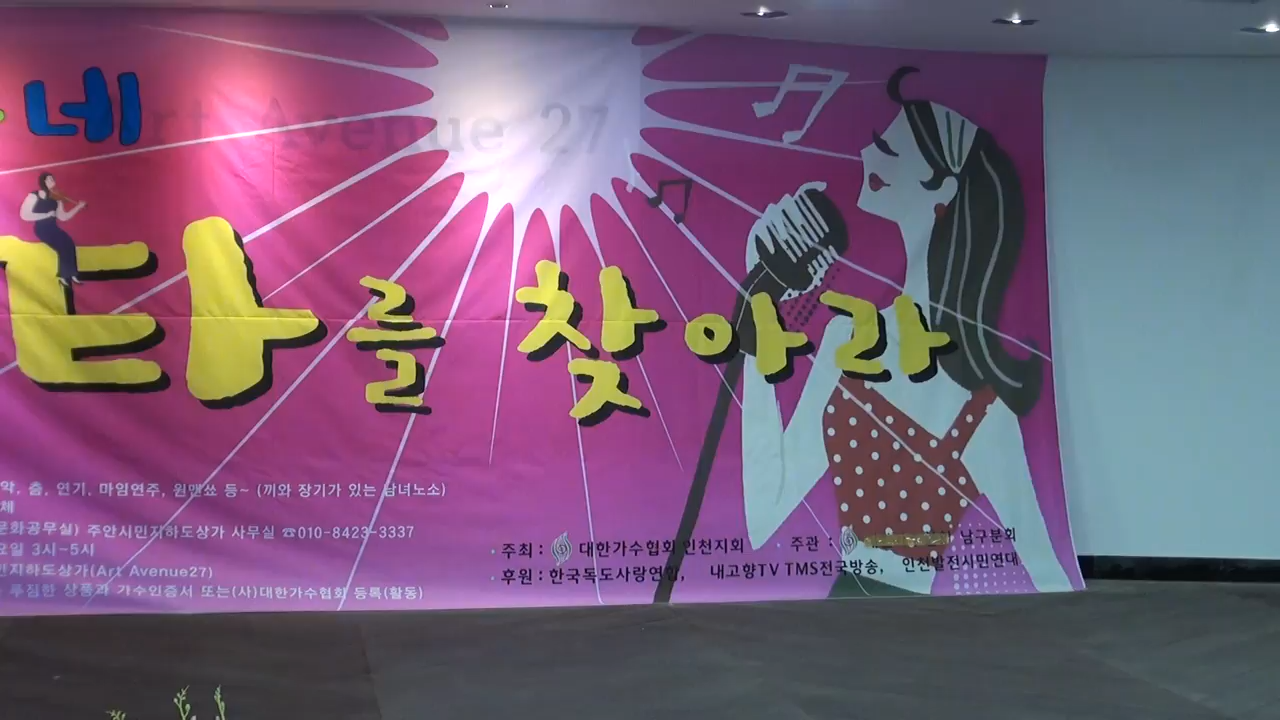 네
Art Avenue 27
타를 찾아라
악, 춤, 연기, 마임연주, 원맨쑈 등~ (끼와 장기가 있는 남녀노소)
체
문화공무실) 주안시민지하도상가 사무실 ☎010-8423-3337
요일 3시~5시
민지하도상가(Art Avenue27)
푸짐한 상품과 가수인증서 또는(사)대한가수협회 등록(활동)
· 주최 : 대한가수협회 인천지회 · 주관 : 남구분회
· 후원 : 한국독도사랑연합, 내고향TV TMS전국방송, 인천발전시민연대